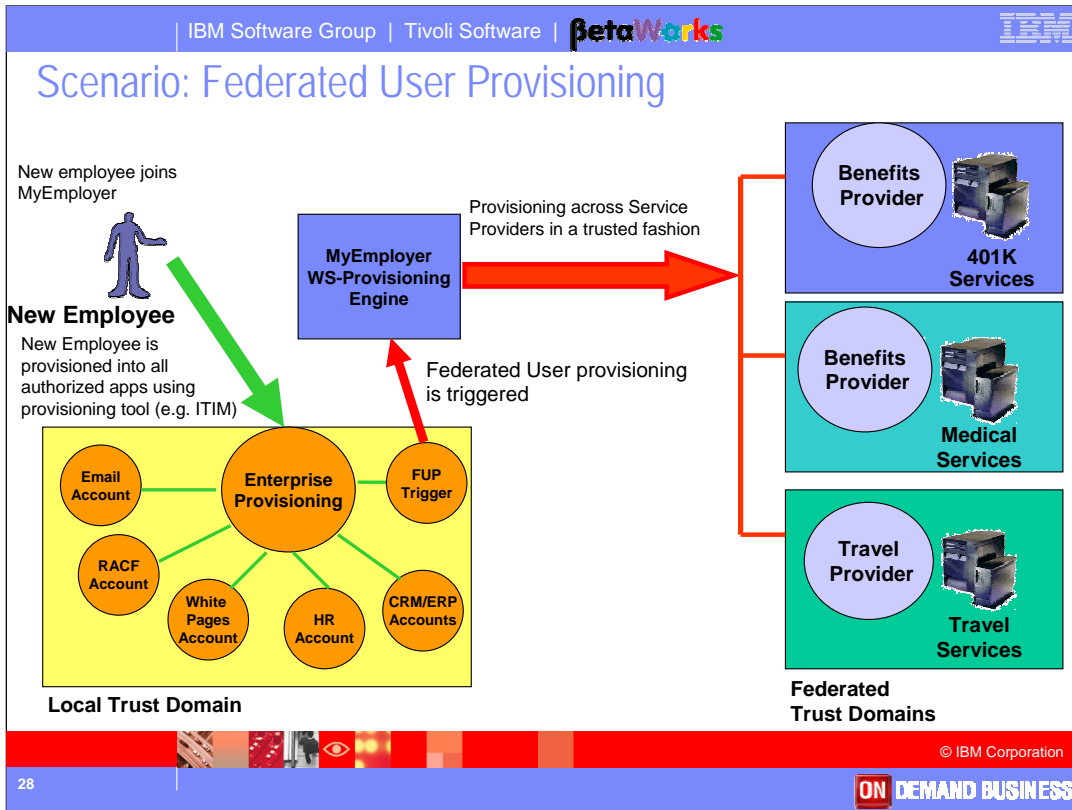 IBM Software Group | Tivoli Software | βetaWorks
IBM
Scenario: Federated User Provisioning
New employee joins
MyEmployer
New Employee
New Employee is
provisioned into all
authorized apps using
provisioning tool (e.g. ITIM)
MyEmployer
WS-Provisioning
Engine
Provisioning across Service
Providers in a trusted fashion
Federated User provisioning
is triggered
Email
Account
RACF
Account
White
Pages
Account
HR
Account
CRM/ERP
Accounts
Enterprise
Provisioning
FUP
Trigger
Local Trust Domain
Benefits
Provider
401K
Services
Benefits
Provider
Medical
Services
Travel
Provider
Travel
Services
Federated
Trust Domains
© IBM Corporation
28
ON DEMAND BUSINESS